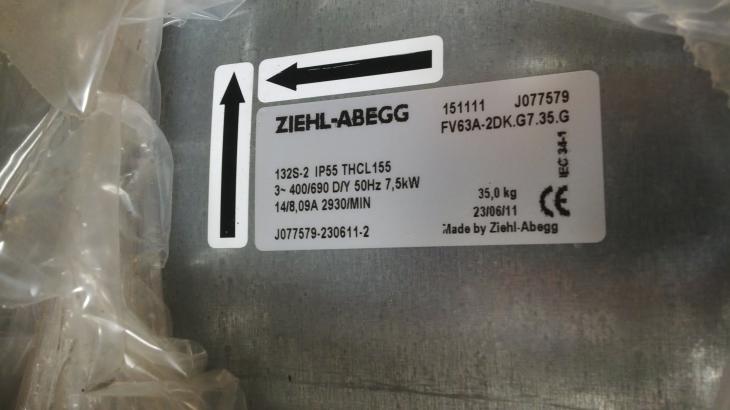 ZIEHL-ABEGG
151111 J077579
FV63A-2DK.G7.35.G
132S-2 IP55 THCL155
3~ 400/690 D/Y 50Hz 7,5kW
14/8,09A 2930/MIN
J077579-230611-2
35,0 kg
23/06/11
CE
IEC 34-1
Made by Ziehl-Abegg